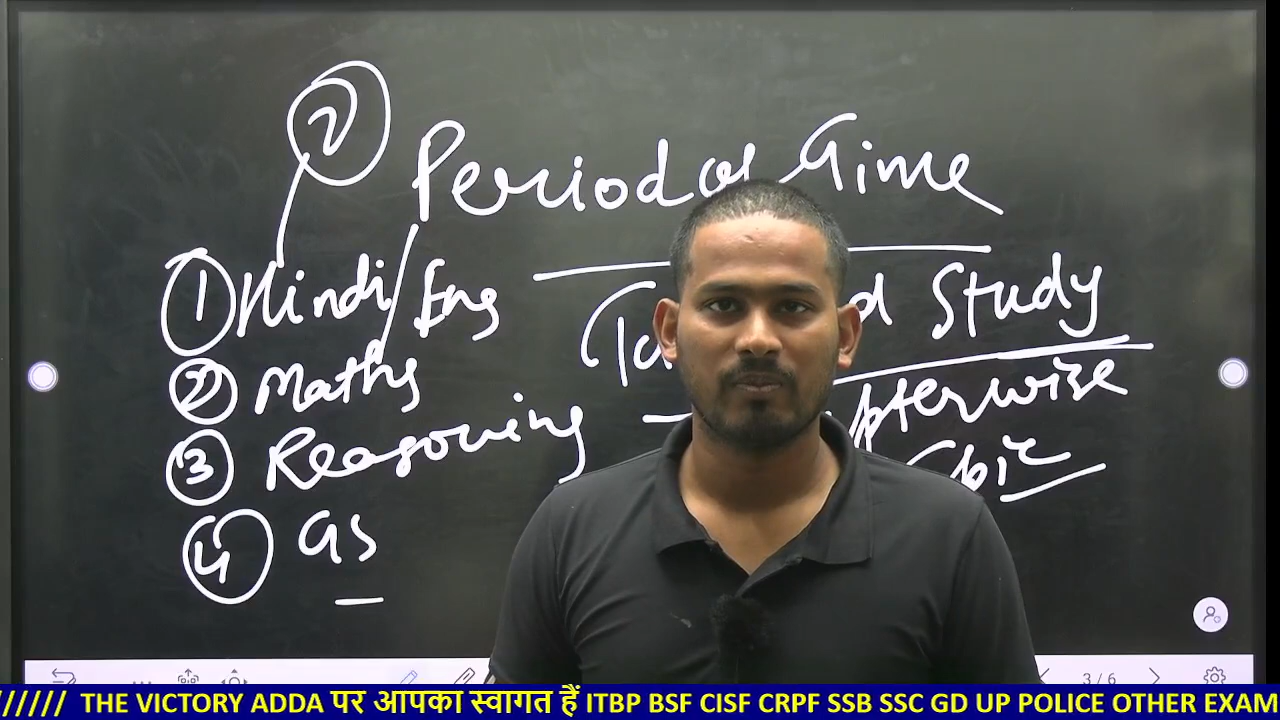 2
Period of Time
① Hindi/Eng
d Study
② Maths
pterwise
③ Reasoning
④ GS
3/6
////// THE VICTORY ADDA पर आपका स्वागत हैं ITBP BSF CISF CRPF SSB SSC GD UP POLICE OTHER EXAM